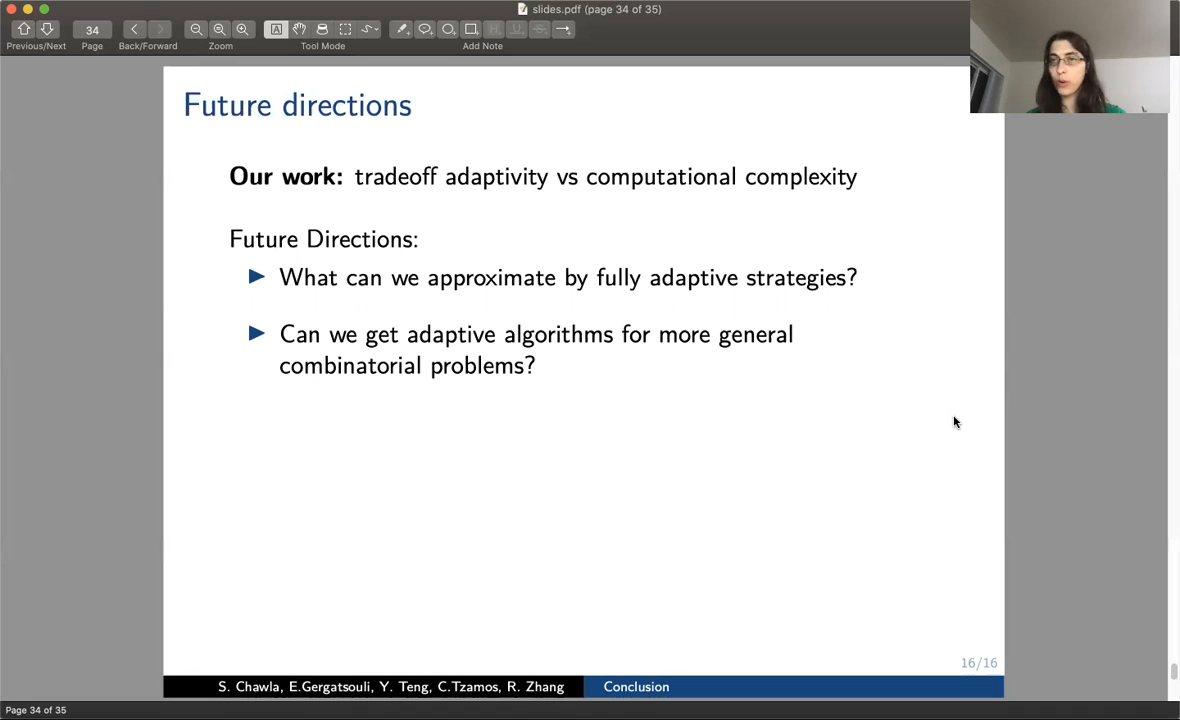 slides.pdf (page 34 of 35)
34
Previous/Next
Page
Back/Forward
Zoom
Tool Mode
Add Note
Future directions
Our work: tradeoff adaptivity vs computational complexity
Future Directions:
What can we approximate by fully adaptive strategies?
Can we get adaptive algorithms for more general
combinatorial problems?
16/16
S. Chawla, E.Gergatsouli, Y. Teng, C.Tzamos, R. Zhang
Conclusion
Page 34 of 35